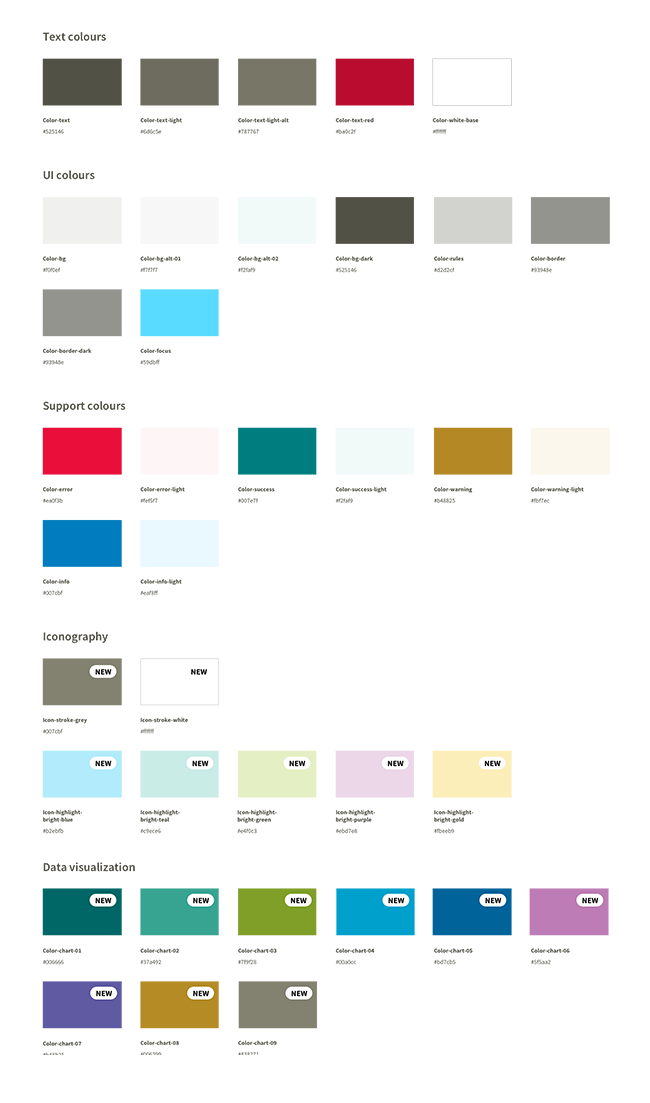 Text colours
Color-text Color-text-light Color-text-light-alt Color-text-red Color-white-base
#525146 #6d6c5e #787767 #ba0c2f #ffffff
UI colours
Color-bg Color-bg-alt-01 Color-bg-alt-02 Color-bg-dark Color-rules Color-border
#f0f0ef #f7f7f7 #f2faf9 #525146 #d2d2cf #93948e
Color-border-dark Color-focus
#93948e #59dbff
Support colours
Color-error Color-error-light Color-success Color-success-light Color-warning Color-warning-light
#ea0f3b #fef5f7 #007e7f #f2faf9 #b48825 #fbf7ec
Color-info Color-info-light
#007cbf #eaf8ff
Iconography
NEW NEW
Icon-stroke-grey Icon-stroke-white
#007cbf #ffffff
NEW NEW NEW NEW NEW
Icon-highlight- Icon-highlight- Icon-highlight- Icon-highlight- Icon-highlight-
bright-blue bright-teal bright-green bright-purple bright-gold
#b2ebfb #c9ece6 #e4f0c3 #ebd7e8 #fbeeb9
Data visualization
NEW NEW NEW NEW NEW NEW
Color-chart-01 Color-chart-02 Color-chart-03 Color-chart-04 Color-chart-05 Color-chart-06
#006666 #37a492 #7f9f28 #00a0cc #bd7cb5 #5f5aa2
NEW NEW NEW
Color-chart-07 Color-chart-08 Color-chart-09